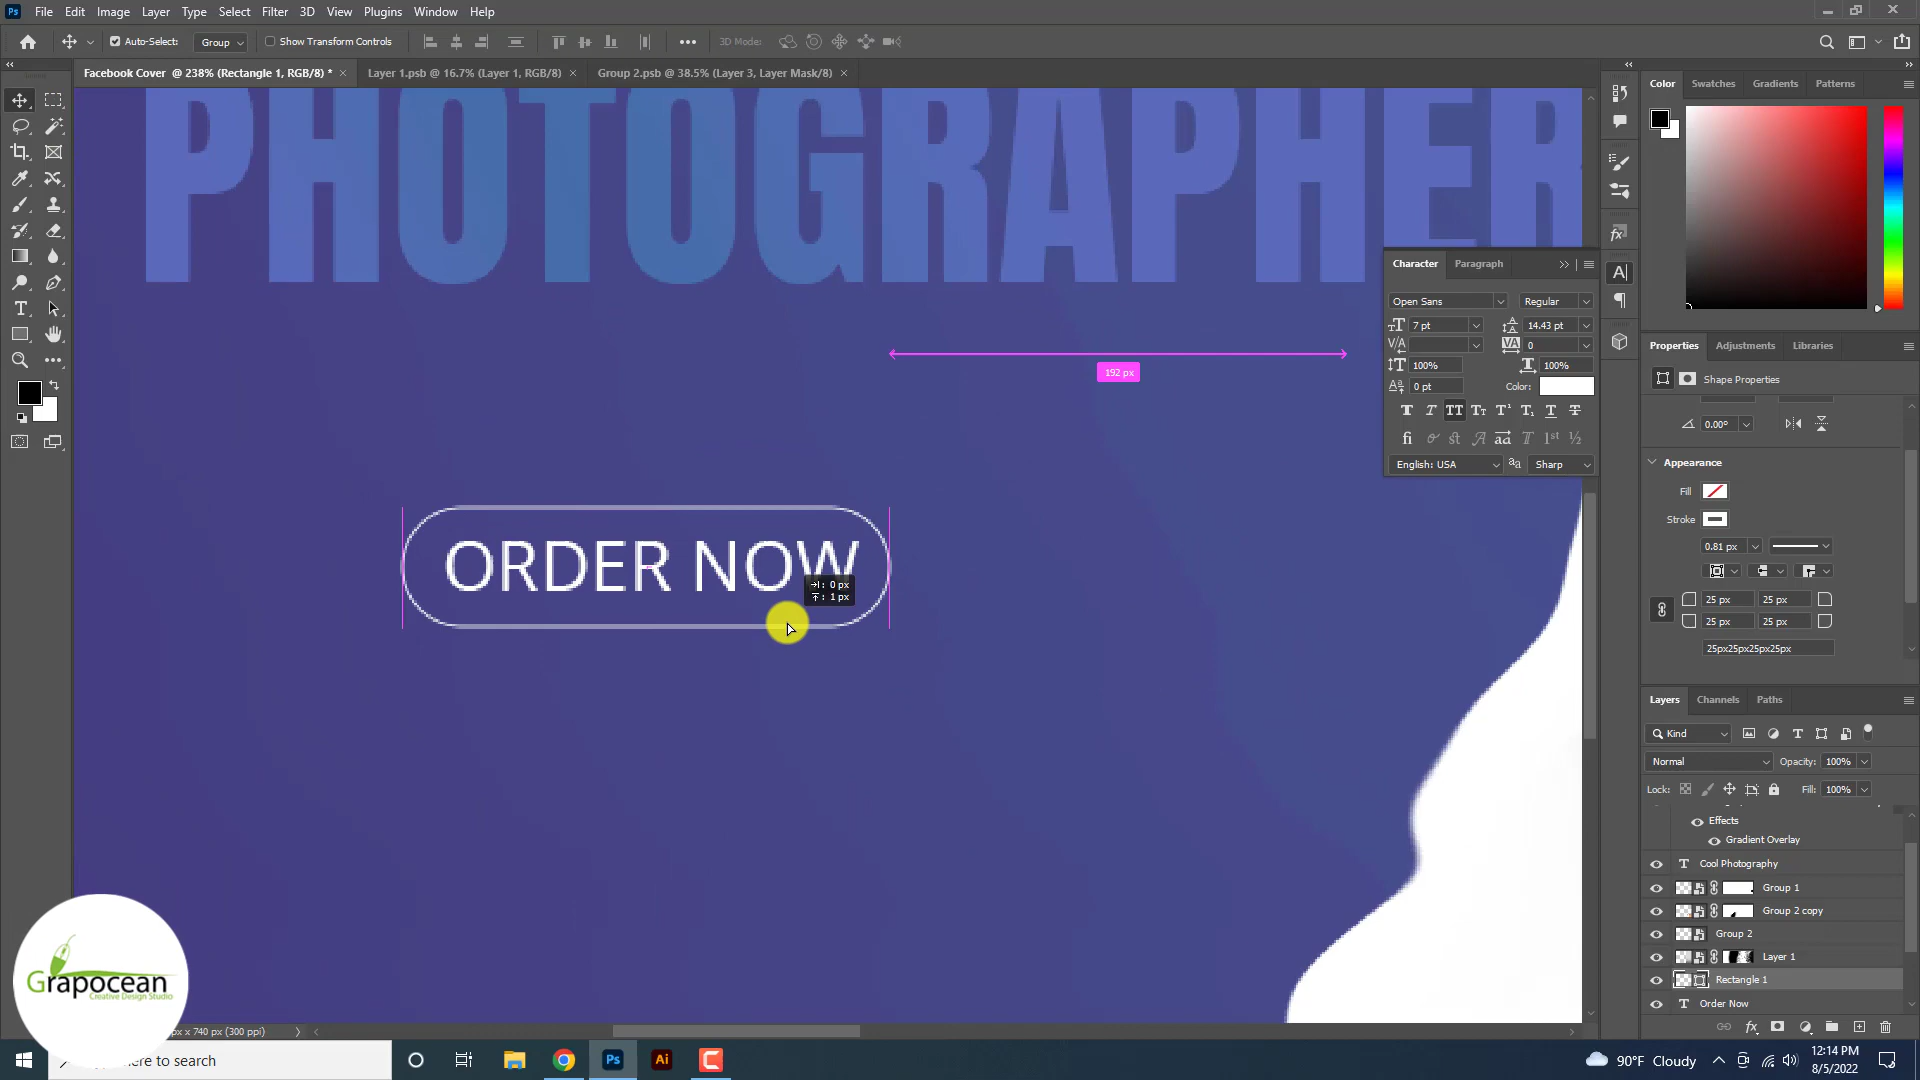 Ps File Edit Image Layer Type Select Filter 3D View Plugins Window Help
Auto-Select: Group Show Transform Controls 3D Mode:
Facebook Cover @ 238% (Rectangle 1, RGB/8) * × Layer 1.psb @ 16.7% (Layer 1, RGB/8) × Group 2.psb @ 38.5% (Layer 3, Layer Mask/8) ×
Color Swatches Gradients Patterns
PHOTOGRAPHER
Character Paragraph
Open Sans Regular
7 pt 14.43 pt
0
100% 100%
0 pt Color:
English: USA Sharp
192 px
ORDER NOW
0 px
1 px
Properties Adjustments Libraries
Shape Properties
0.00°
Appearance
Fill
Stroke
0.81 px
25 px 25 px
25 px 25 px
25px25px25px25px
Layers Channels Paths
Kind
Normal Opacity: 100%
Lock: Fill: 100%
Effects
Gradient Overlay
Cool Photography
Group 1
Group 2 copy
Group 2
Layer 1
Rectangle 1
Order Now
Grapocean
Creative Design Studio
px x 740 px (300 ppi)
here to search
Ps Ai
90°F Cloudy
12:14 PM
8/5/2022